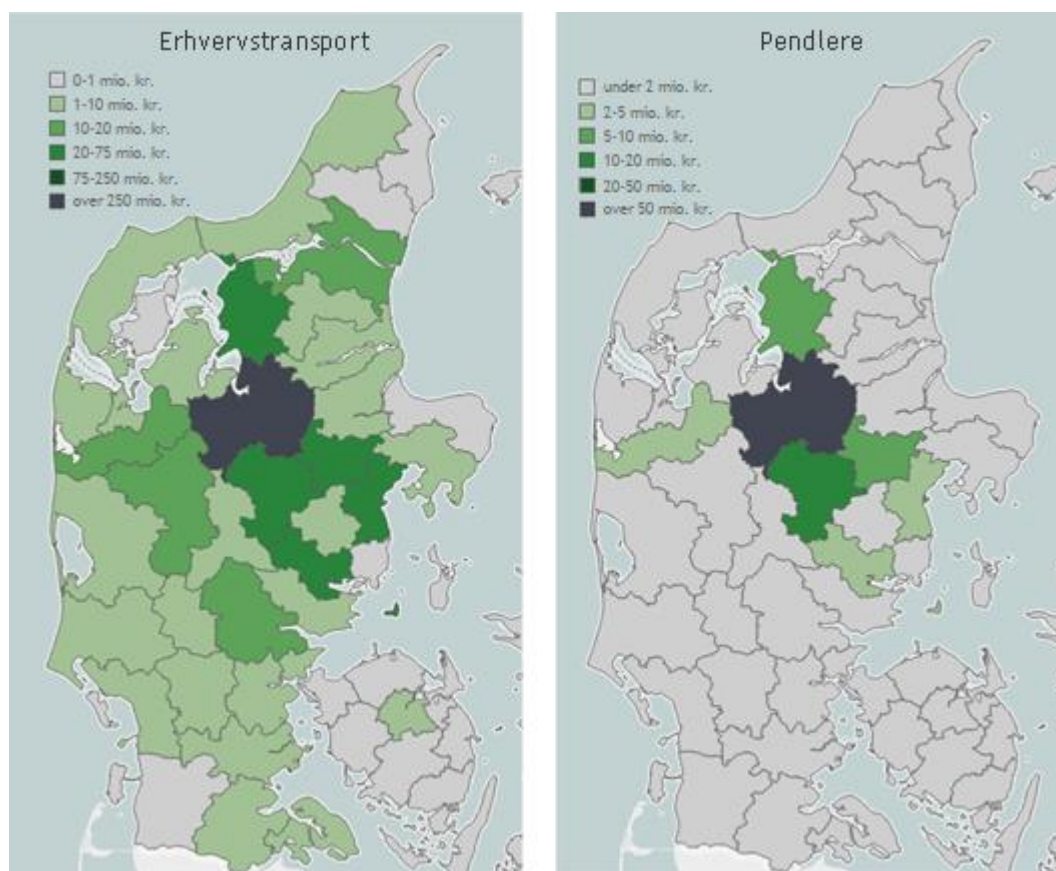 Erhvervstransport
0-1 mio. kr.
1-10 mio. kr.
10-20 mio. kr.
20-75 mio. kr.
75-250 mio. kr.
over 250 mio. kr.
Pendlere
under 2 mio. kr.
2-5 mio. kr.
5-10 mio. kr.
10-20 mio. kr.
20-50 mio. kr.
over 50 mio. kr.